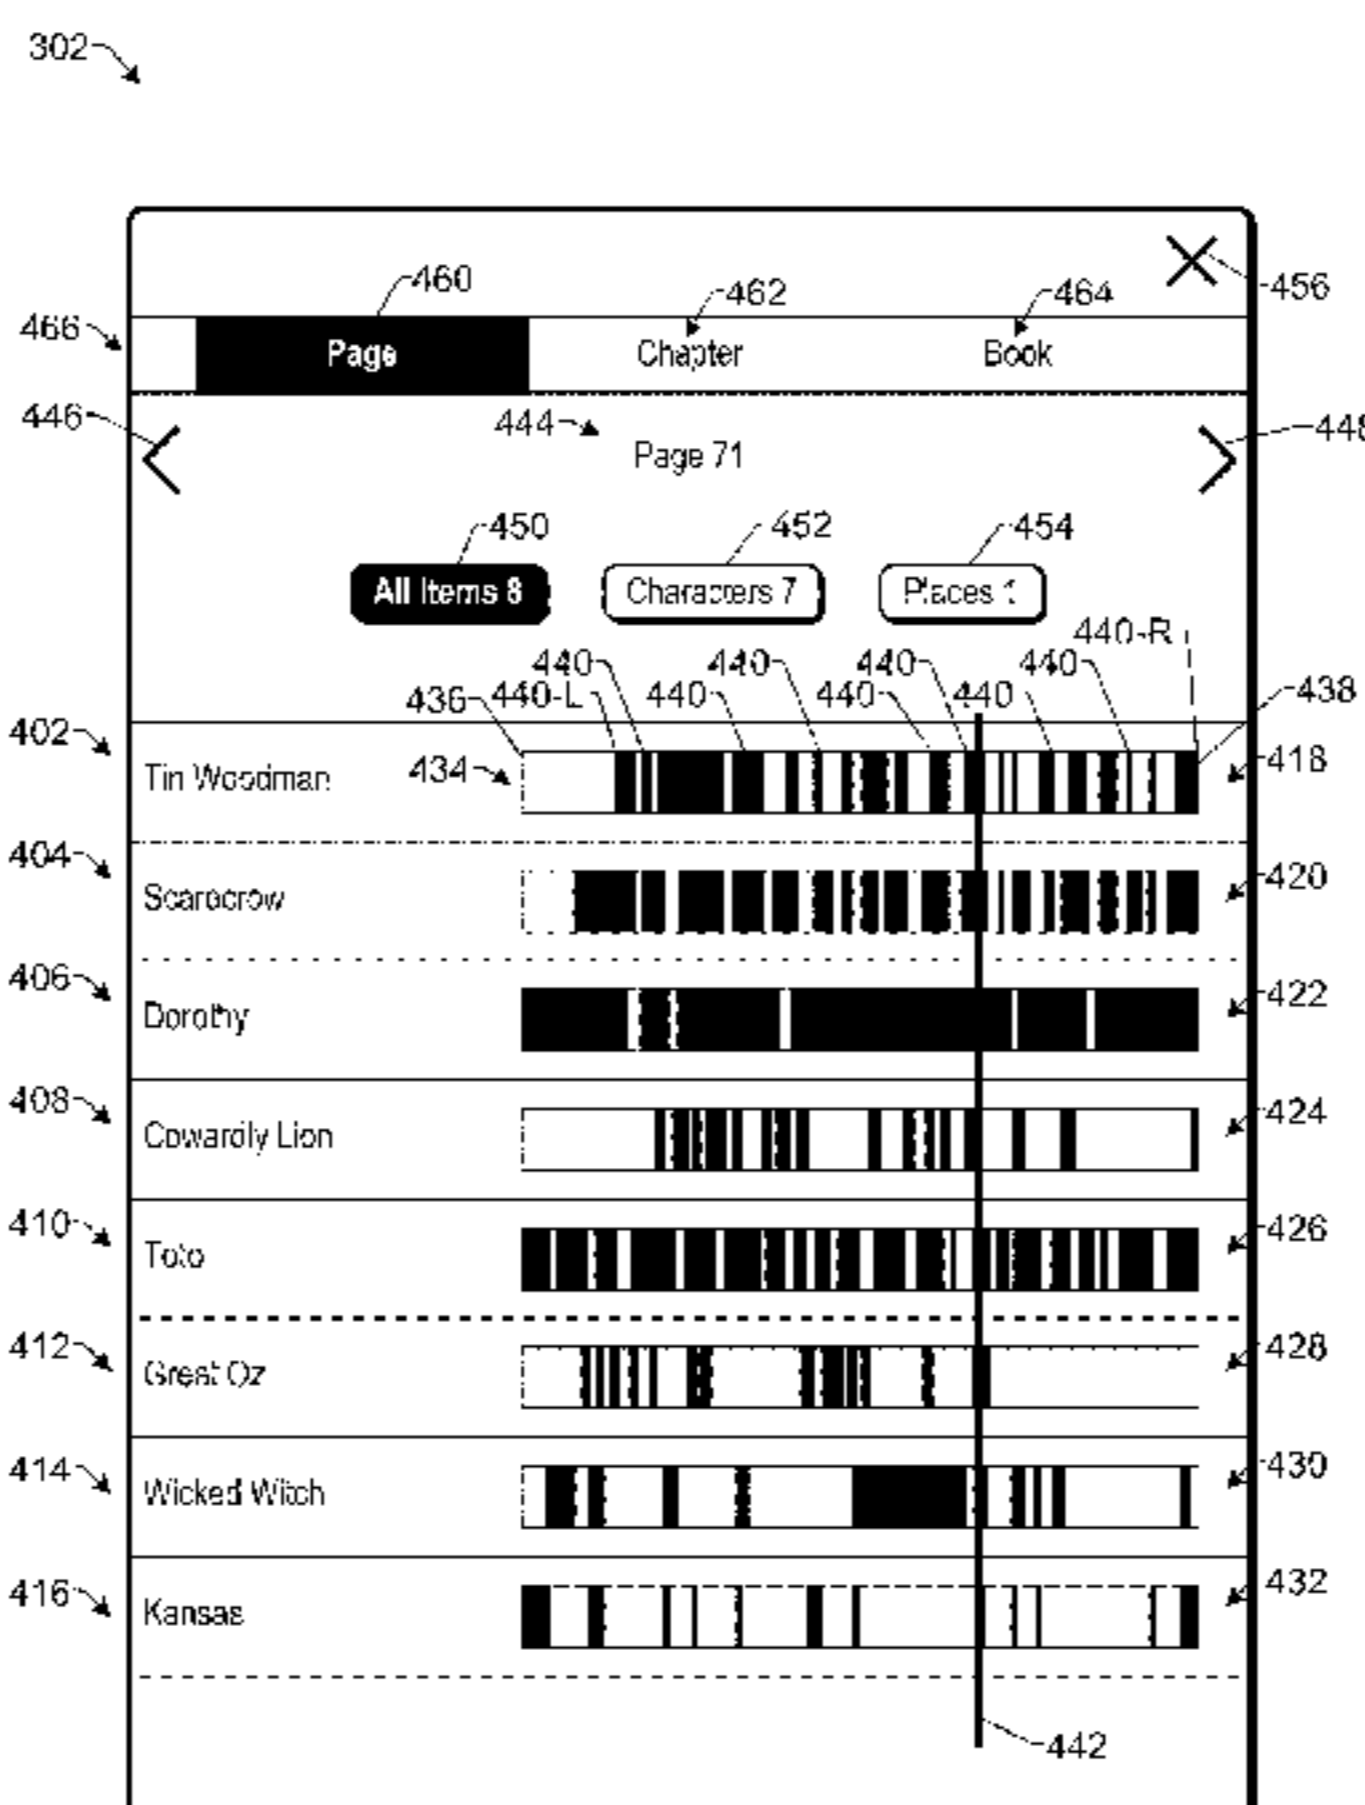 302
456
460 462 464
466 Page Chapter Book
446 444 Page 71 448
450 452 454
All Items 8 Characters 7 Places 1
440-R
440 440 440 440
436 440-L 440 440 440 438
402 Tin Woodman 434 418
404 Scarecrow 420
406 Dorothy 422
408 Cowardly Lion 424
410 Toto 426
412 Great Oz 428
414 Wicked Witch 430
416 Kansas 432
442